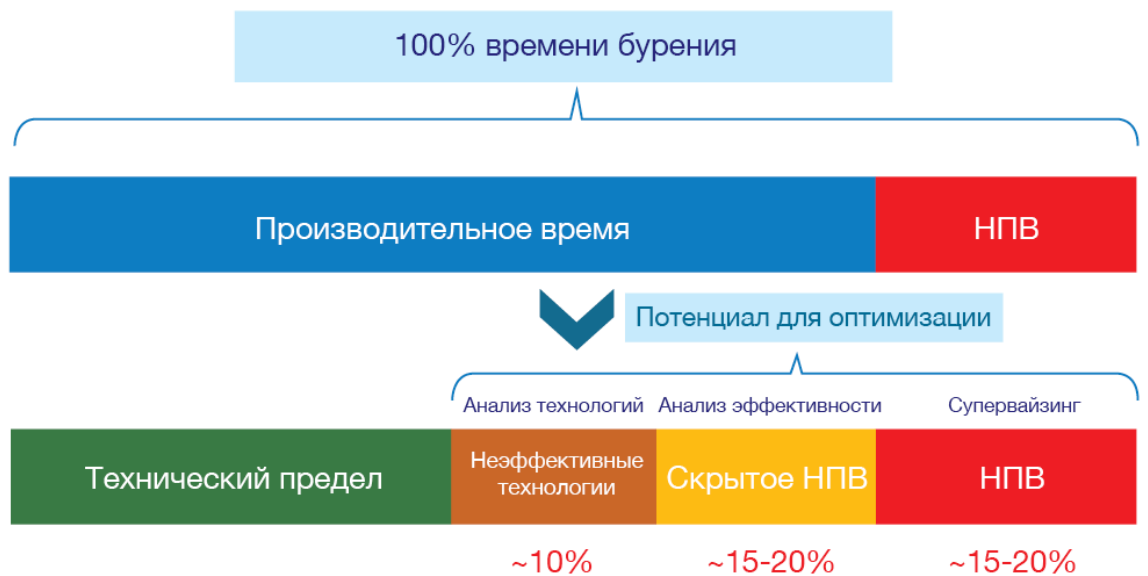 100% времени бурения
Производительное время
НПВ
Потенциал для оптимизации
Анализ технологий
Анализ эффективности
Супервайзинг
Технический предел
Неэффективные
технологии
Скрытое НПВ
НПВ
~10%
~15-20%
~15-20%